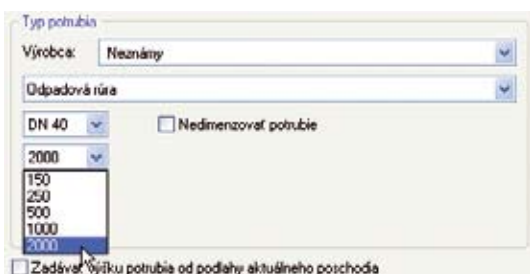 Typ potrubia
Výrobca: Neznámy
Odpadová rúra
DN 40 Nedimenzovať potrubie
2000
150
250
500
1000
2000
Zadávať výšku potrubia od podlahy aktuálneho poschodia